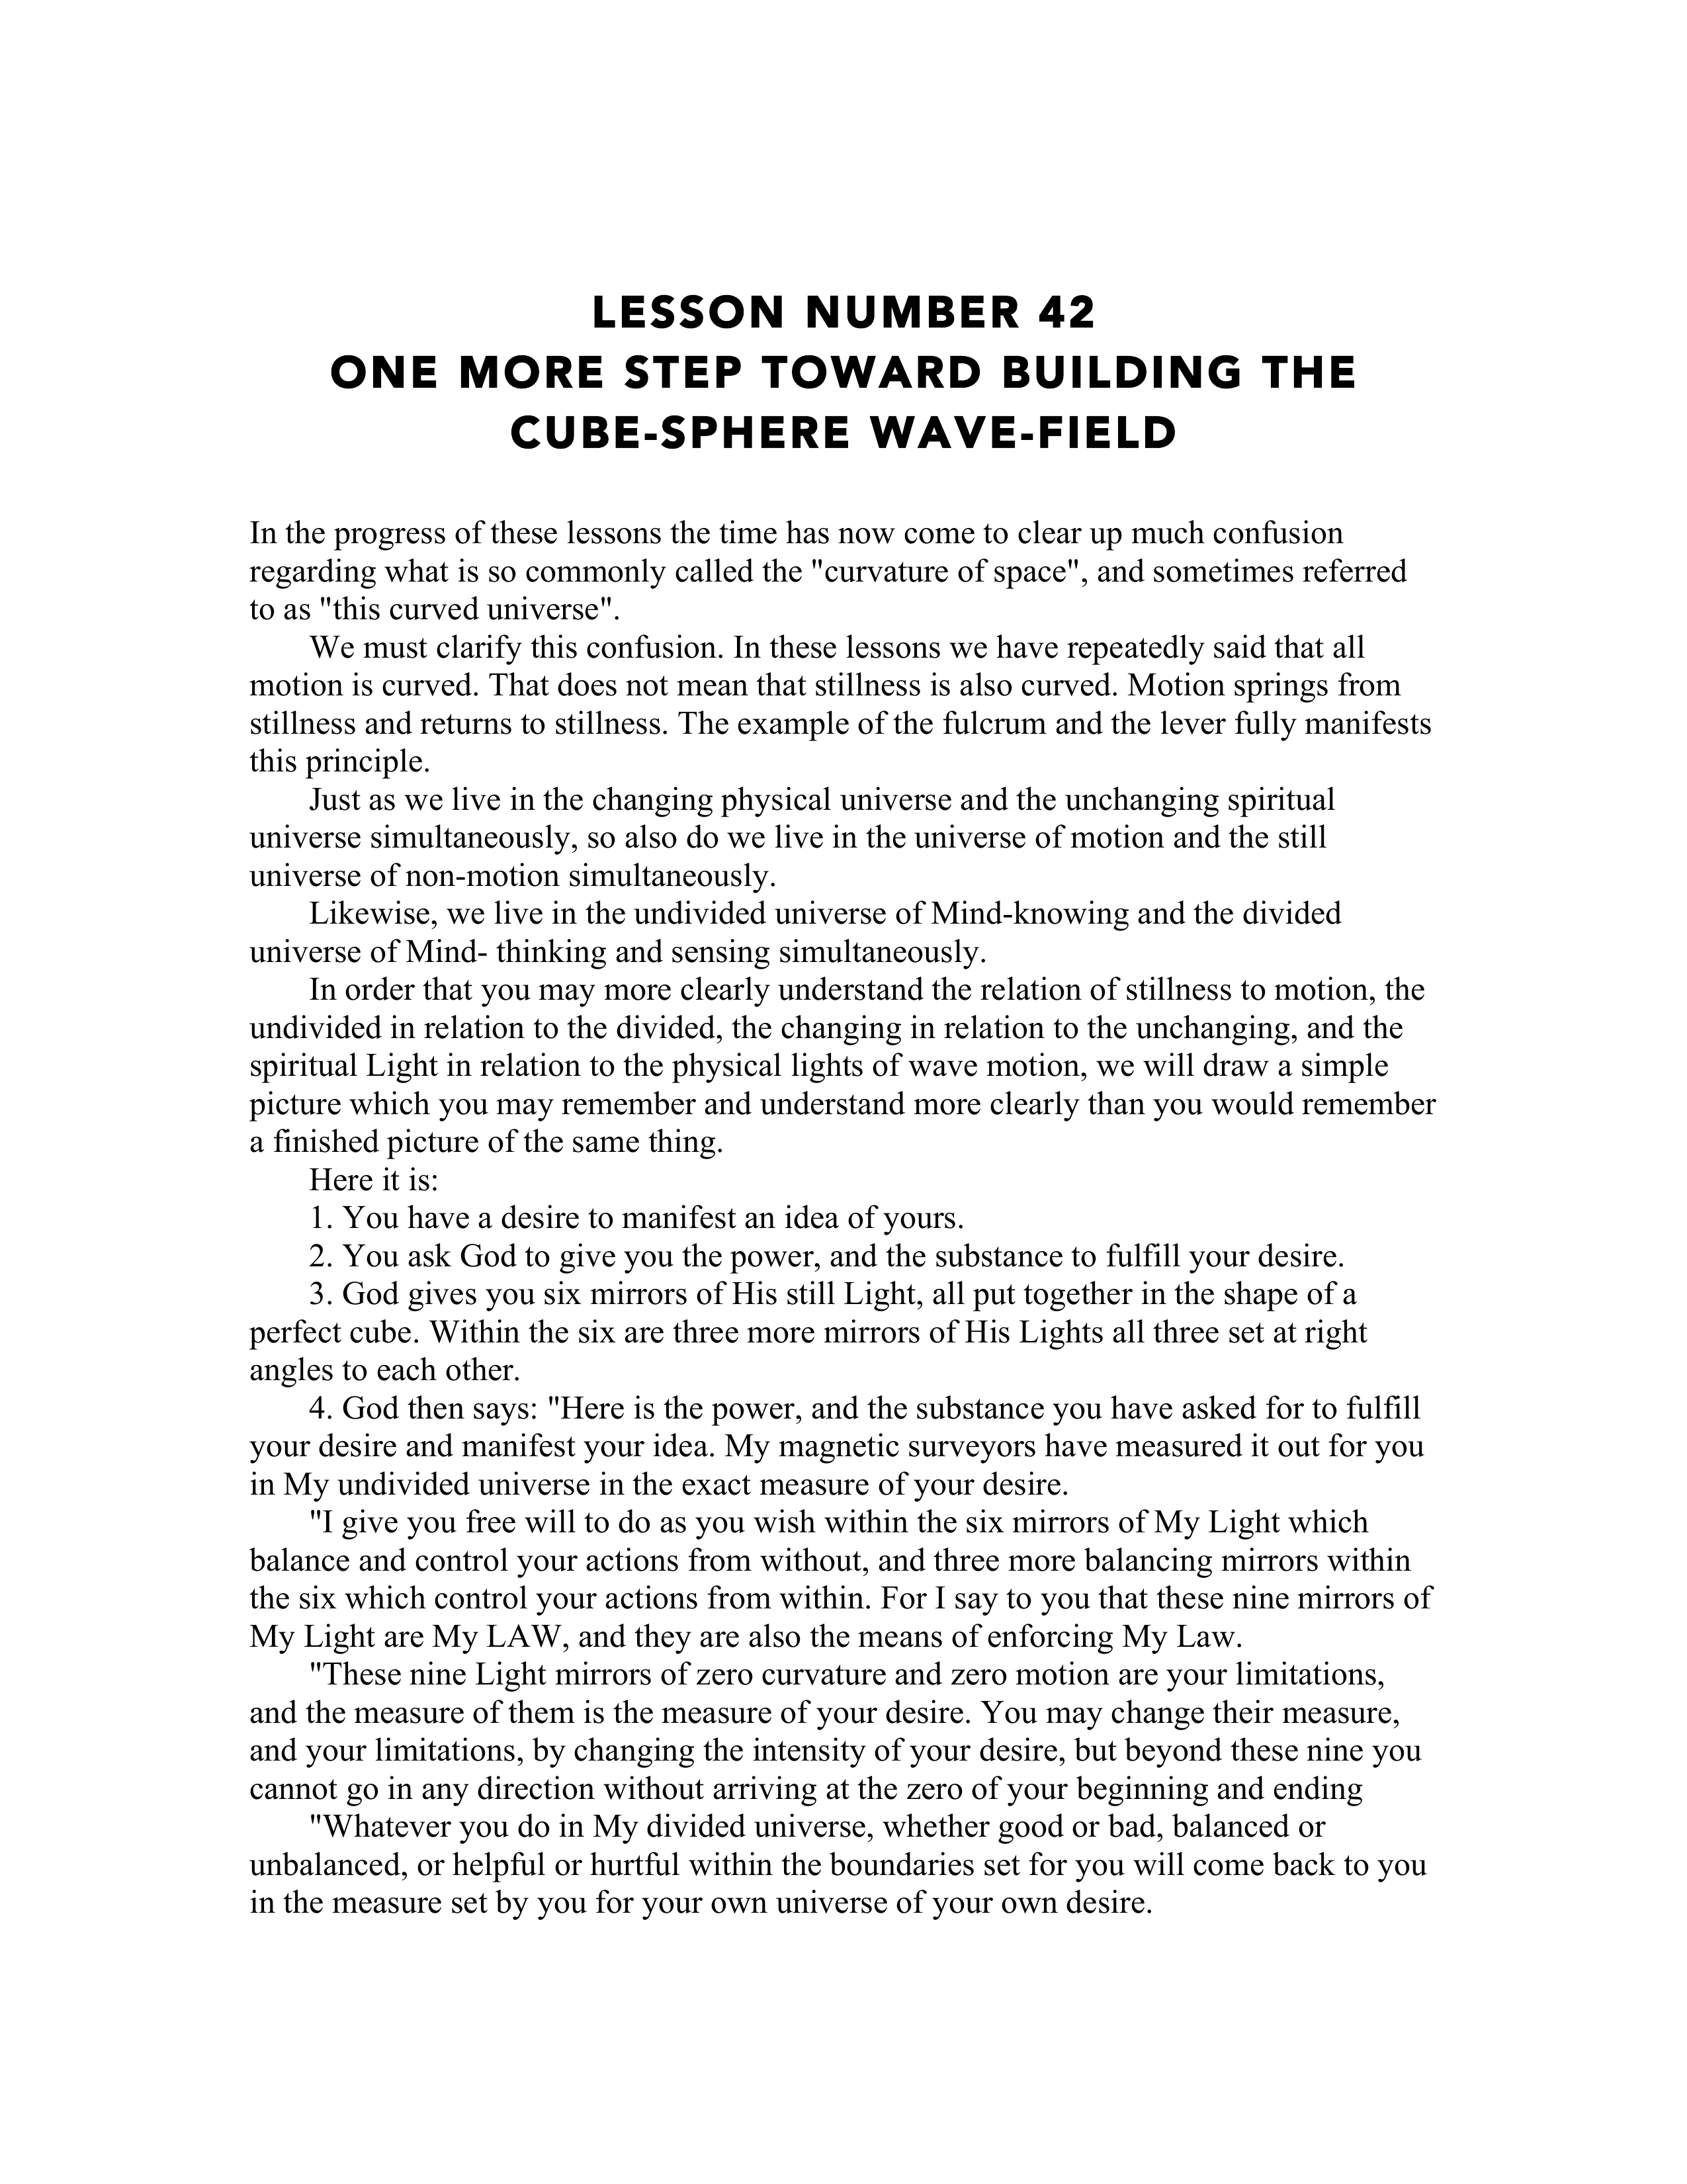 LESSON NUMBER 42
ONE MORE STEP TOWARD BUILDING THE
CUBE-SPHERE WAVE-FIELD
In the progress of these lessons the time has now come to clear up much confusion
regarding what is so commonly called the "curvature of space", and sometimes referred
to as "this curved universe".
We must clarify this confusion. In these lessons we have repeatedly said that all
motion is curved. That does not mean that stillness is also curved. Motion springs from
stillness and returns to stillness. The example of the fulcrum and the lever fully manifests
this principle.
Just as we live in the changing physical universe and the unchanging spiritual
universe simultaneously, so also do we live in the universe of motion and the still
universe of non-motion simultaneously.
Likewise, we live in the undivided universe of Mind-knowing and the divided
universe of Mind- thinking and sensing simultaneously.
In order that you may more clearly understand the relation of stillness to motion, the
undivided in relation to the divided, the changing in relation to the unchanging, and the
spiritual Light in relation to the physical lights of wave motion, we will draw a simple
picture which you may remember and understand more clearly than you would remember
a finished picture of the same thing.
Here it is:
1. You have a desire to manifest an idea of yours.
2. You ask God to give you the power, and the substance to fulfill your desire.
3. God gives you six mirrors of His still Light, all put together in the shape of a
perfect cube. Within the six are three more mirrors of His Lights all three set at right
angles to each other.
4. God then says: "Here is the power, and the substance you have asked for to fulfill
your desire and manifest your idea. My magnetic surveyors have measured it out for you
in My undivided universe in the exact measure of your desire.
"I give you free will to do as you wish within the six mirrors of My Light which
balance and control your actions from without, and three more balancing mirrors within
the six which control your actions from within. For I say to you that these nine mirrors of
My Light are My LAW, and they are also the means of enforcing My Law.
"These nine Light mirrors of zero curvature and zero motion are your limitations,
and the measure of them is the measure of your desire. You may change their measure,
and your limitations, by changing the intensity of your desire, but beyond these nine you
cannot go in any direction without arriving at the zero of your beginning and ending
"Whatever you do in My divided universe, whether good or bad, balanced or
unbalanced, or helpful or hurtful within the boundaries set for you will come back to you
in the measure set by you for your own universe of your own desire.